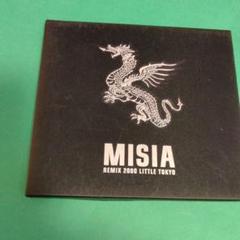 MISIA
REMIX 2000 LITTLE TOKYO